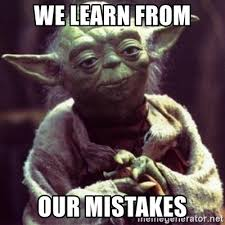 WE LEARN FROM
OUR MISTAKES
memegenerator.net